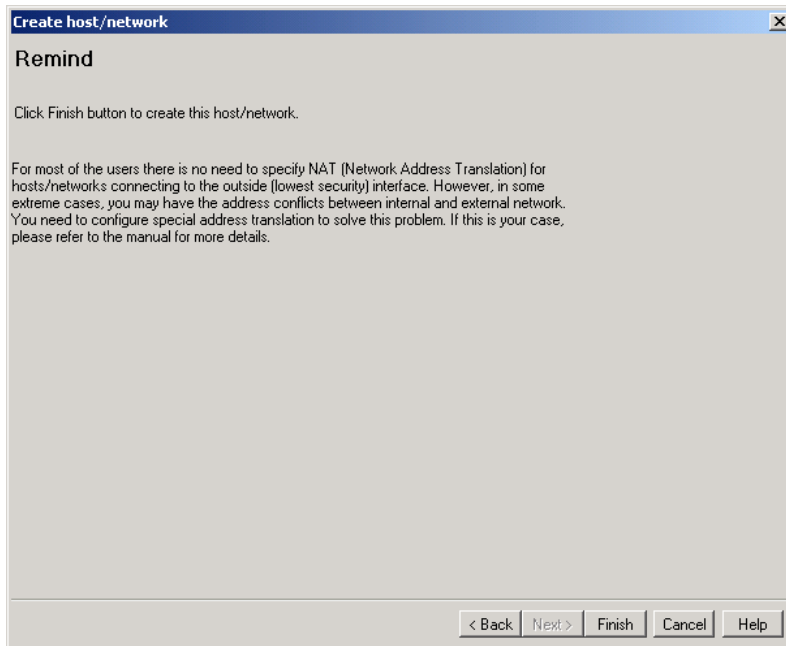 Create host/network
Remind
Click Finish button to create this host/network.
For most of the users there is no need to specify NAT (Network Address Translation) for
hosts/networks connecting to the outside (lowest security) interface. However, in some
extreme cases, you may have the address conflicts between internal and external network.
You need to configure special address translation to solve this problem. If this is your case,
please refer to the manual for more details.
< Back Next > Finish Cancel Help